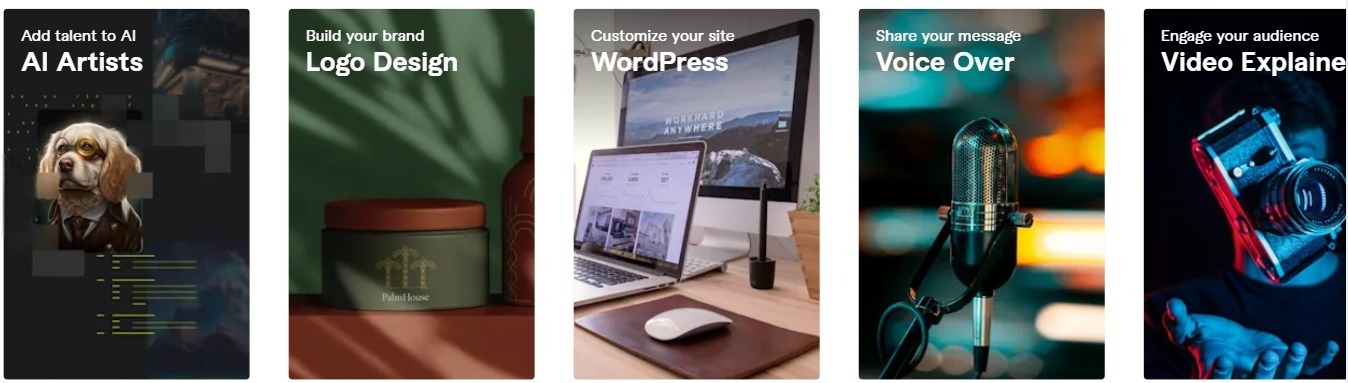 Add talent to AI
AI Artists
Build your brand
Logo Design
PalmHouse
Customize your site
WordPress
WORKHARD
ANYWHERE
Share your message
Voice Over
Engage your audience
Video Explaine